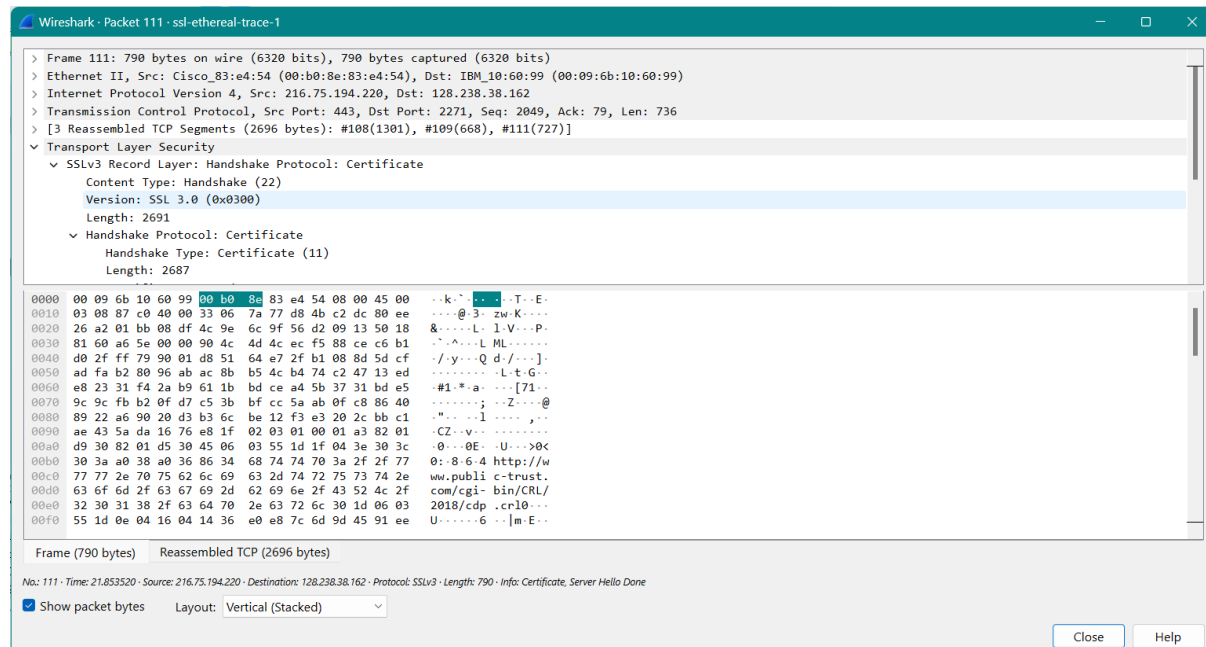 Wireshark · Packet 111 · ssl-ethereal-trace-1
Frame 111: 790 bytes on wire (6320 bits), 790 bytes captured (6320 bits)
Ethernet II, Src: Cisco_83:e4:54 (00:b0:8e:83:e4:54), Dst: IBM_10:60:99 (00:09:6b:10:60:99)
Internet Protocol Version 4, Src: 216.75.194.220, Dst: 128.238.38.162
Transmission Control Protocol, Src Port: 443, Dst Port: 2271, Seq: 2049, Ack: 79, Len: 736
[3 Reassembled TCP Segments (2696 bytes): #108(1301), #109(668), #111(727)]
Transport Layer Security
SSLv3 Record Layer: Handshake Protocol: Certificate
Content Type: Handshake (22)
Version: SSL 3.0 (0x0300)
Length: 2691
Handshake Protocol: Certificate
Handshake Type: Certificate (11)
Length: 2687
0000 00 09 6b 10 60 99 00 b0 8e 83 e4 54 08 00 45 00 ··k·`··· ···T··E·
0010 03 08 87 c0 40 00 33 06 7a 77 d8 4b c2 dc 80 ee ····@·3· zw·K····
0020 26 a2 01 bb 08 df 4c 9e 6c 9f 56 d2 09 13 50 18 &·····L· l·V···P·
0030 81 60 a6 5e 00 00 90 4c 4d 4c ec f5 88 ce c6 b1 ·`·^···L ML······
0040 d0 2f ff 79 90 01 d8 51 64 e7 2f b1 08 8d 5d cf ·/·y···Q d·/···]·
0050 ad fa b2 80 96 ab ac 8b b5 4c b4 74 c2 47 13 ed ········ ·L·t·G··
0060 e8 23 31 f4 2a b9 61 1b bd ce a4 5b 37 31 bd e5 ·#1·*·a· ···[71··
0070 9c 9c fb b2 0f d7 c5 3b bf cc 5a ab 0f c8 86 40 ·······; ··Z····@
0080 89 22 a6 90 20 d3 b3 6c be 12 f3 e3 20 2c bb c1 ·"·· ··l ···· ,··
0090 ae 43 5a da 16 76 e8 1f 02 03 01 00 01 a3 82 01 ·CZ··v·· ········
00a0 d9 30 82 01 d5 30 45 06 03 55 1d 1f 04 3e 30 3c ·0···0E· ·U···>0<
00b0 30 3a a0 38 a0 36 86 34 68 74 74 70 3a 2f 2f 77 0:·8·6·4 http://w
00c0 77 77 2e 70 75 62 6c 69 63 2d 74 72 75 73 74 2e ww.publi c-trust.
00d0 63 6f 6d 2f 63 67 69 2d 62 69 6e 2f 43 52 4c 2f com/cgi- bin/CRL/
00e0 32 30 31 38 2f 63 64 70 2e 63 72 6c 30 1d 06 03 2018/cdp .crl0···
00f0 55 1d 0e 04 16 04 14 36 e0 e8 7c 6d 9d 45 91 ee U······6 ··|m·E··
Frame (790 bytes) Reassembled TCP (2696 bytes)
No.: 111 · Time: 21.853520 · Source: 216.75.194.220 · Destination: 128.238.38.162 · Protocol: SSLv3 · Length: 790 · Info: Certificate, Server Hello Done
Show packet bytes Layout: Vertical (Stacked)
Close Help